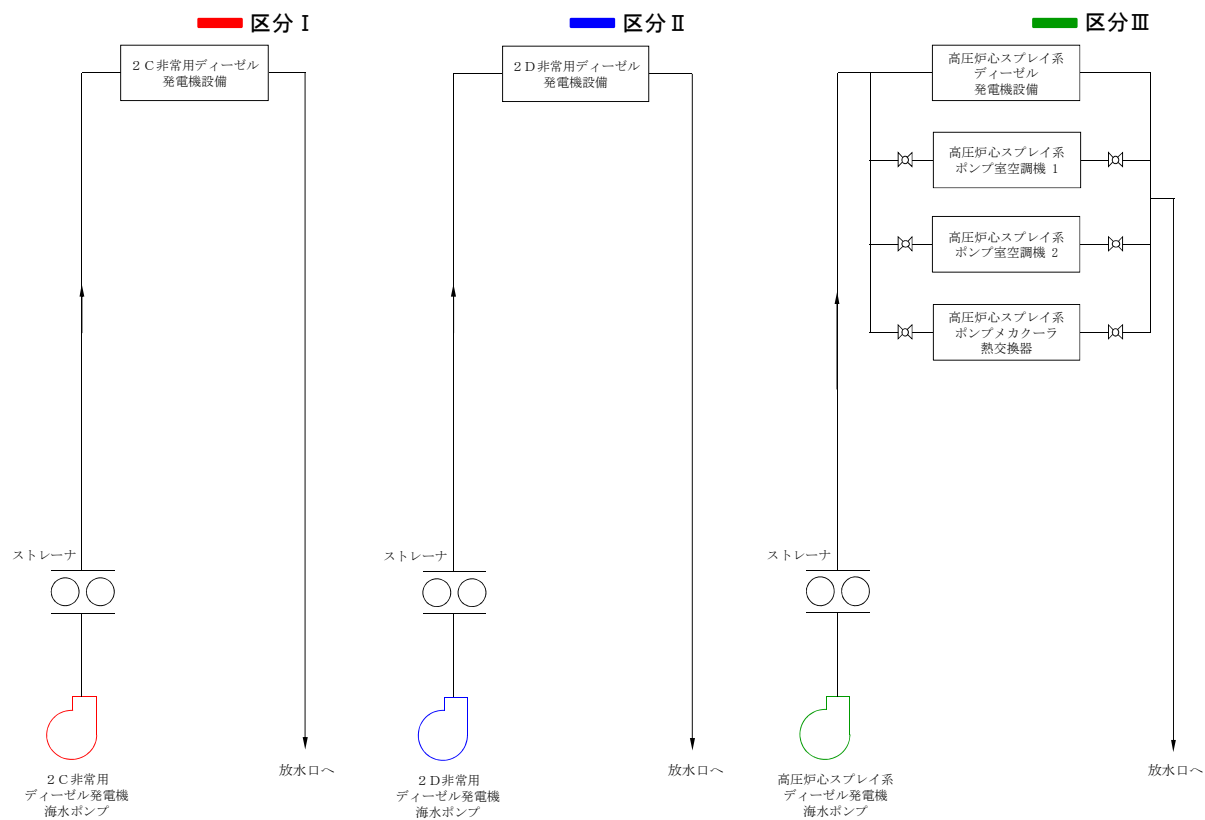 区分Ⅰ
２Ｃ非常用ディーゼル
発電機設備
ストレーナ
２Ｃ非常用
ディーゼル発電機
海水ポンプ
放水口へ
区分Ⅱ
２Ｄ非常用ディーゼル
発電機設備
ストレーナ
２Ｄ非常用
ディーゼル発電機
海水ポンプ
放水口へ
区分Ⅲ
高圧炉心スプレイ系
ディーゼル
発電機設備
高圧炉心スプレイ系
ポンプ室空調機 1
高圧炉心スプレイ系
ポンプ室空調機 2
高圧炉心スプレイ系
ポンプメカクーラ
熱交換器
ストレーナ
高圧炉心スプレイ系
ディーゼル発電機
海水ポンプ
放水口へ